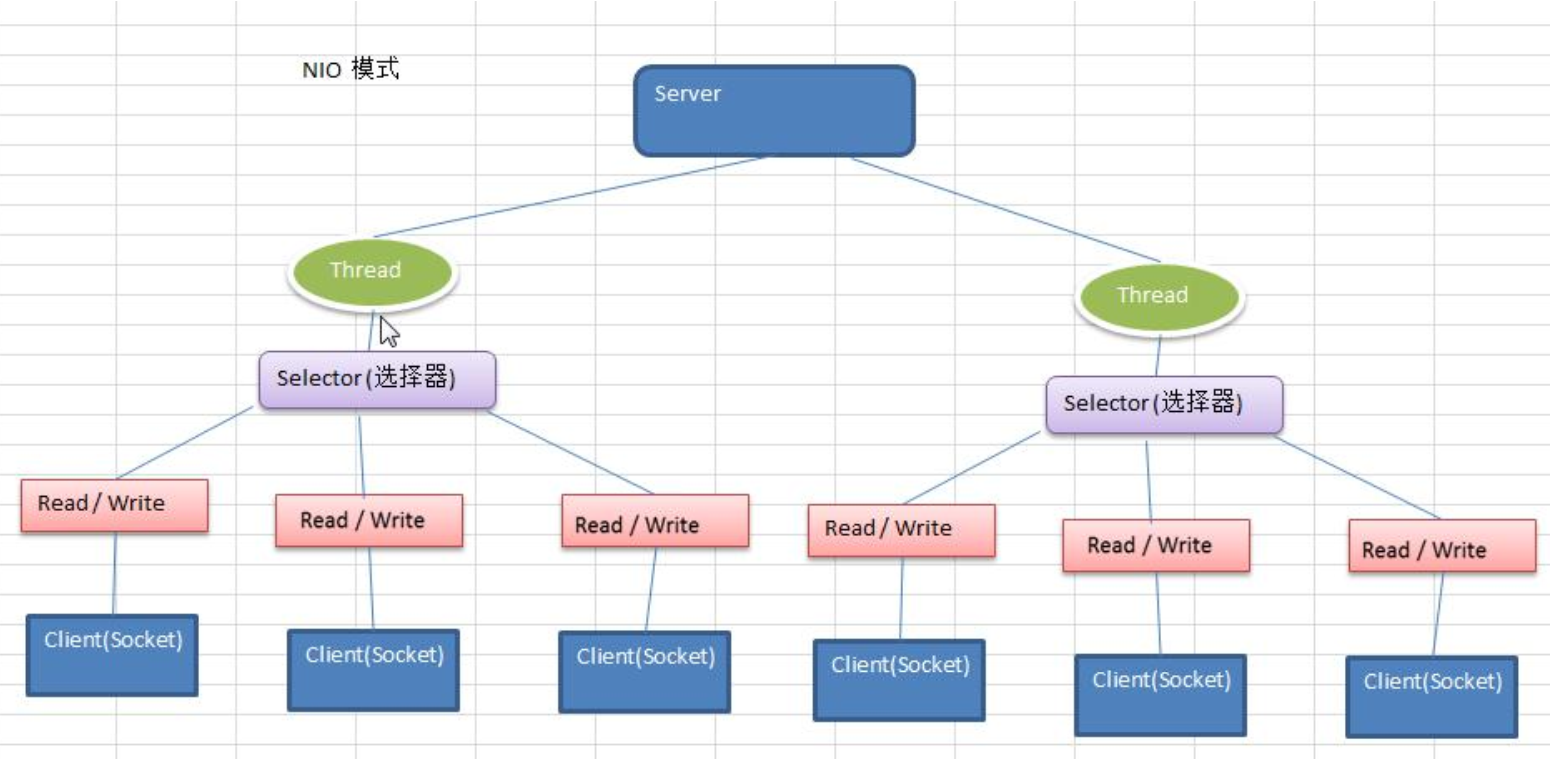 NIO 模式
Server
Thread
Thread
Selector(选择器)
Selector(选择器)
Read / Write
Read / Write
Read / Write
Read / Write
Read / Write
Read / Write
Client(Socket)
Client(Socket)
Client(Socket)
Client(Socket)
Client(Socket)
Client(Socket)